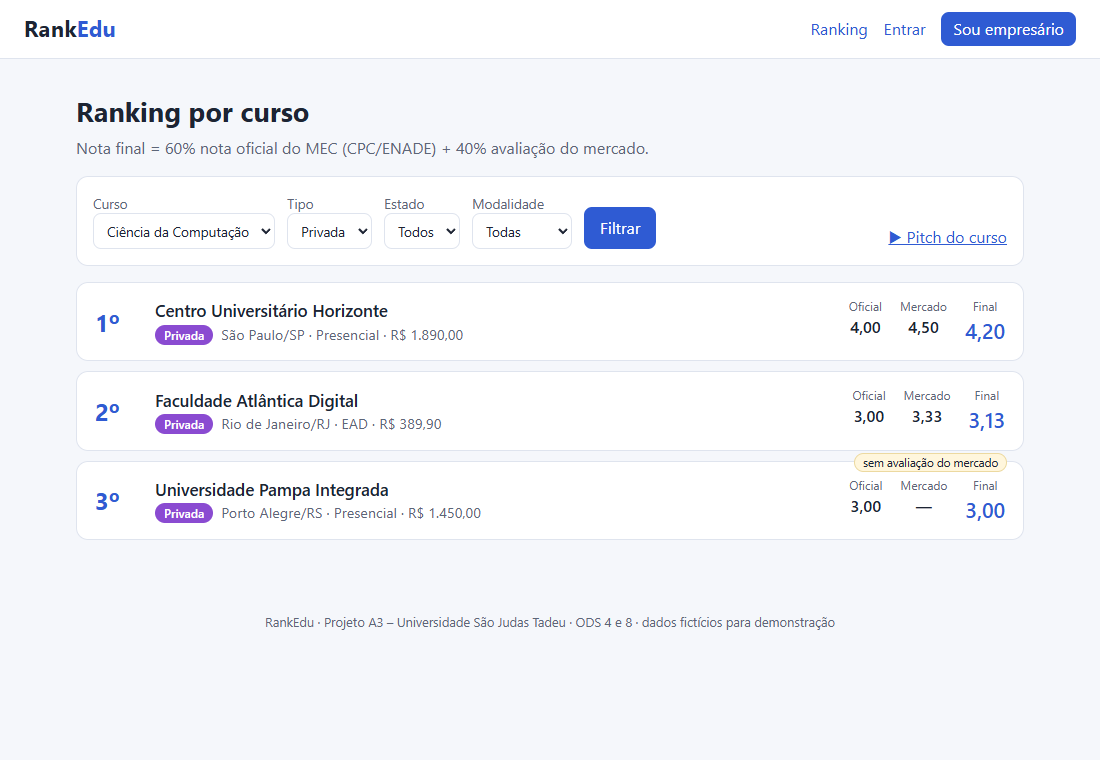 RankEdu
Ranking Entrar Sou empresário
Ranking por curso
Nota final = 60% nota oficial do MEC (CPC/ENADE) + 40% avaliação do mercado.
Curso Tipo Estado Modalidade
Ciência da Computação Privada Todos Todas Filtrar
▶ Pitch do curso
1º
Centro Universitário Horizonte
Privada São Paulo/SP · Presencial · R$ 1.890,00
Oficial Mercado Final
4,00 4,50 4,20
2º
Faculdade Atlântica Digital
Privada Rio de Janeiro/RJ · EAD · R$ 389,90
Oficial Mercado Final
3,00 3,33 3,13
sem avaliação do mercado
3º
Universidade Pampa Integrada
Privada Porto Alegre/RS · Presencial · R$ 1.450,00
Oficial Mercado Final
3,00 — 3,00
RankEdu · Projeto A3 – Universidade São Judas Tadeu · ODS 4 e 8 · dados fictícios para demonstração